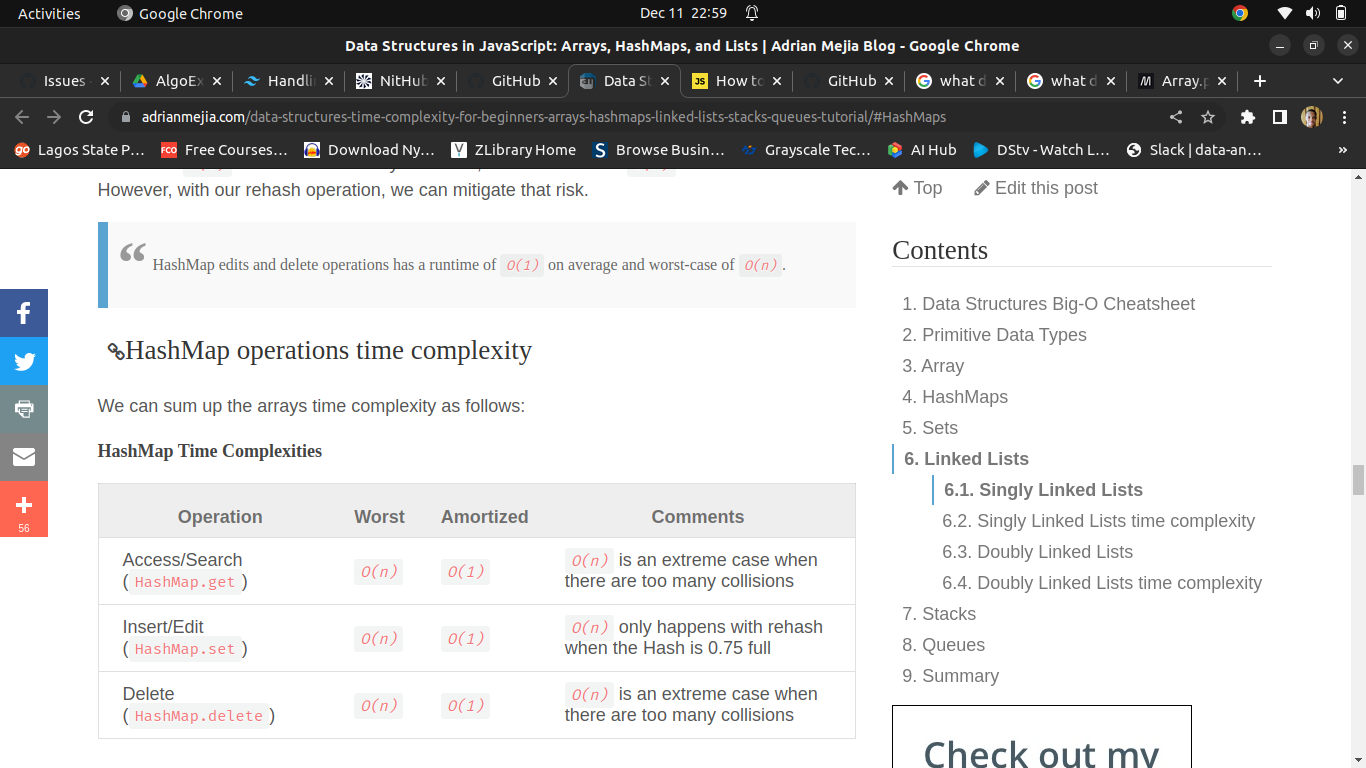 Activities
Google Chrome
Dec 11 22:59
Data Structures in JavaScript: Arrays, HashMaps, and Lists | Adrian Mejia Blog - Google Chrome
Issues
AlgoEx
Handlin
NitHub
GitHub
Data St
JS
How to
GitHub
what d
what d
M
Array.p
adrianmejia.com/data-structures-time-complexity-for-beginners-arrays-hashmaps-linked-lists-stacks-queues-tutorial/#HashMaps
go Lagos State P...
FCO Free Courses...
Download Ny...
ZLibrary Home
S Browse Busin...
Grayscale Tec...
AI Hub
DStv - Watch L...
Slack | data-an...
»
However, with our rehash operation, we can mitigate that risk.
HashMap edits and delete operations has a runtime of O(1) on average and worst-case of O(n).
HashMap operations time complexity
We can sum up the arrays time complexity as follows:
HashMap Time Complexities
Operation Worst Amortized Comments
Access/Search
(HashMap.get)
O(n)
O(1)
O(n) is an extreme case when
there are too many collisions
Insert/Edit
(HashMap.set)
O(n)
O(1)
O(n) only happens with rehash
when the Hash is 0.75 full
Delete
(HashMap.delete)
O(n)
O(1)
O(n) is an extreme case when
there are too many collisions
56
Top
Edit this post
Contents
1. Data Structures Big-O Cheatsheet
2. Primitive Data Types
3. Array
4. HashMaps
5. Sets
6. Linked Lists
6.1. Singly Linked Lists
6.2. Singly Linked Lists time complexity
6.3. Doubly Linked Lists
6.4. Doubly Linked Lists time complexity
7. Stacks
8. Queues
9. Summary
Check out my